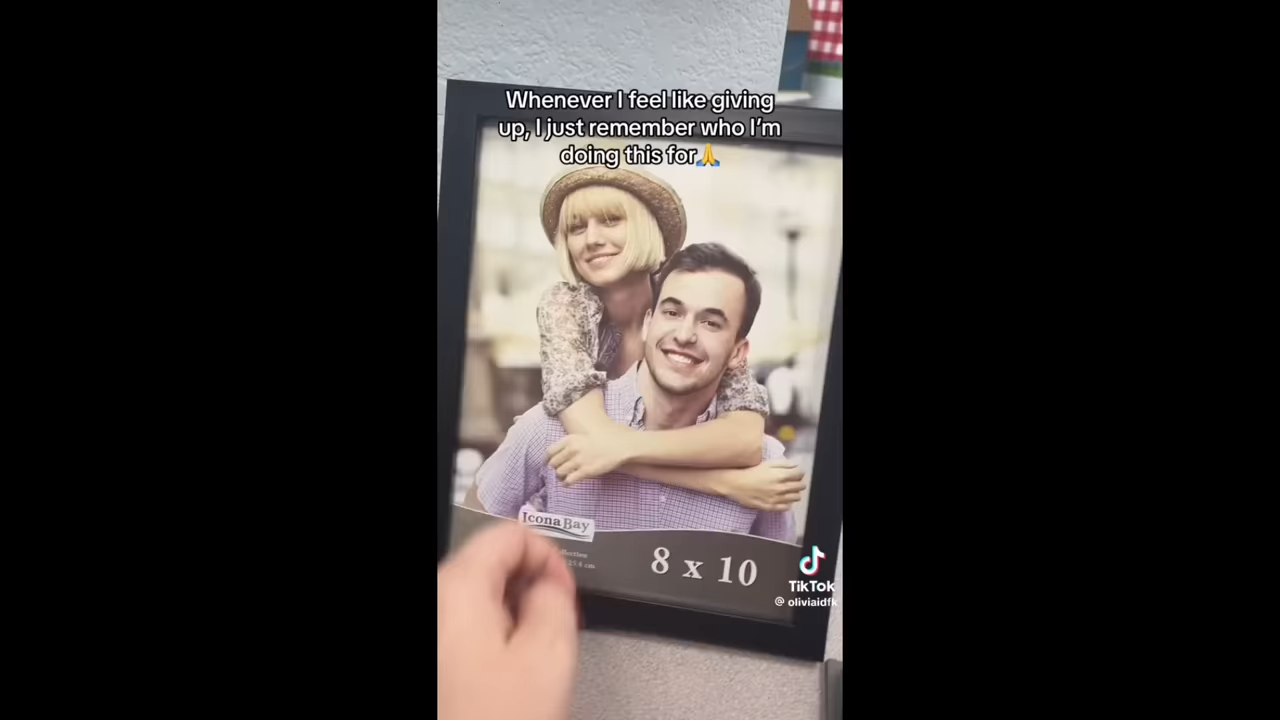 Whenever I feel like giving
up, I just remember who I'm
doing this for🙏
Icona Bay
8 x 10
TikTok
@ oliviaidfk